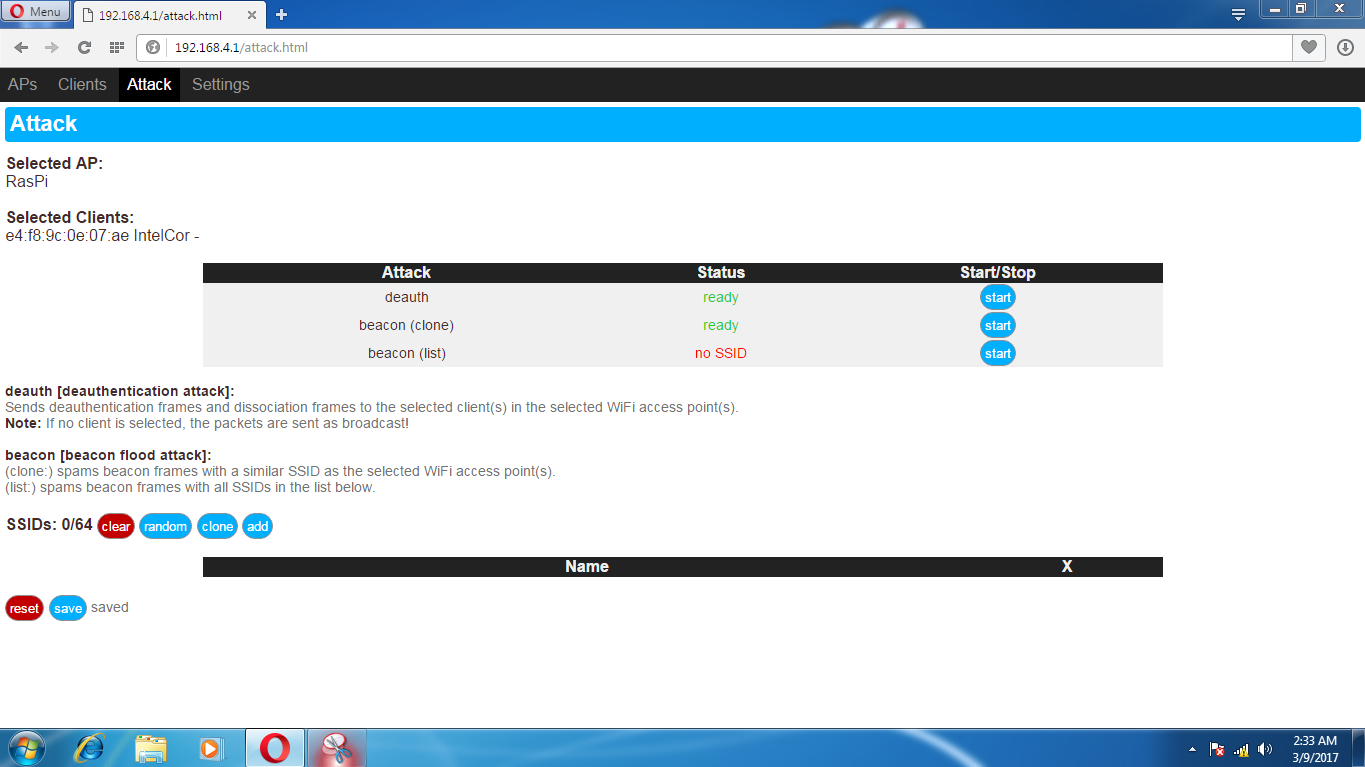 Menu
192.168.4.1/attack.html
192.168.4.1/attack.html
APs Clients Attack Settings
Attack
Selected AP:
RasPi
Selected Clients:
e4:f8:9c:0e:07:ae IntelCor -
Attack Status Start/Stop
deauth ready start
beacon (clone) ready start
beacon (list) no SSID start
deauth [deauthentication attack]:
Sends deauthentication frames and dissociation frames to the selected client(s) in the selected WiFi access point(s).
Note: If no client is selected, the packets are sent as broadcast!
beacon [beacon flood attack]:
(clone:) spams beacon frames with a similar SSID as the selected WiFi access point(s).
(list:) spams beacon frames with all SSIDs in the list below.
SSIDs: 0/64 clear random clone add
Name X
reset save saved
2:33 AM
3/9/2017